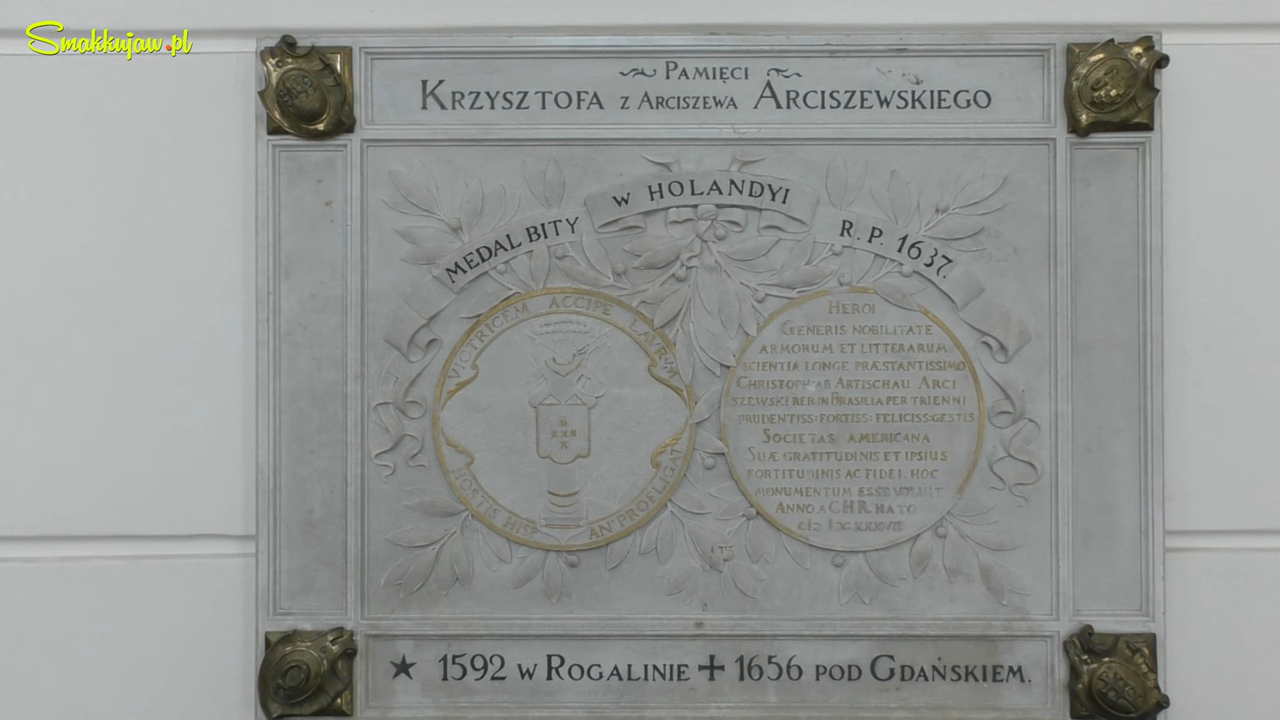 Smakkujaw.pl
PAMIĘCI
KRZYSZTOFA Z ARCISZEWA ARCISZEWSKIEGO
MEDAL BITY W HOLANDYI R.P. 1637.
VICTRICEM ACCIPE LAVRUM
HOSTIS HISP AN' PROFLIGAT
HEROI
GENERIS NOBILITATE
ARMORUM ET LITTERARUM
SCIENTIA LONGE PRÆSTANTISSIMO
CHRISTOPH: AB ARTISCHAU ARCI
SZEWSKI REB: IN BRASILIA PER TRIENNI
PRUDENTISS: FORTISS: FELICISS: GESTIS
SOCIETAS AMERICANA
SUÆ GRATITUDINIS ET IPSIUS
FORTITUDINIS AC FIDEI. HOC
MONUMENTUM ESSE VOLUIT
ANNO A CHR. NATO
★ 1592 W ROGALINIE ✝ 1656 POD GDAŃSKIEM.